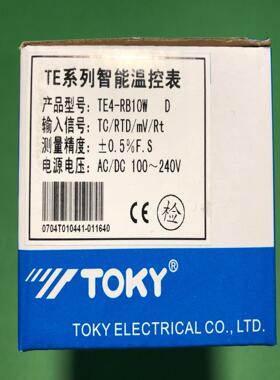 TE系列智能温控表
产品型号: TE4-RB10W D
输入信号: TC/RTD/mV/Rt
测量精度: ±0.5%F.S
电源电压: AC/DC 100~240V
检
0704T010441-011640
TOKY®
TOKY ELECTRICAL CO., LTD.